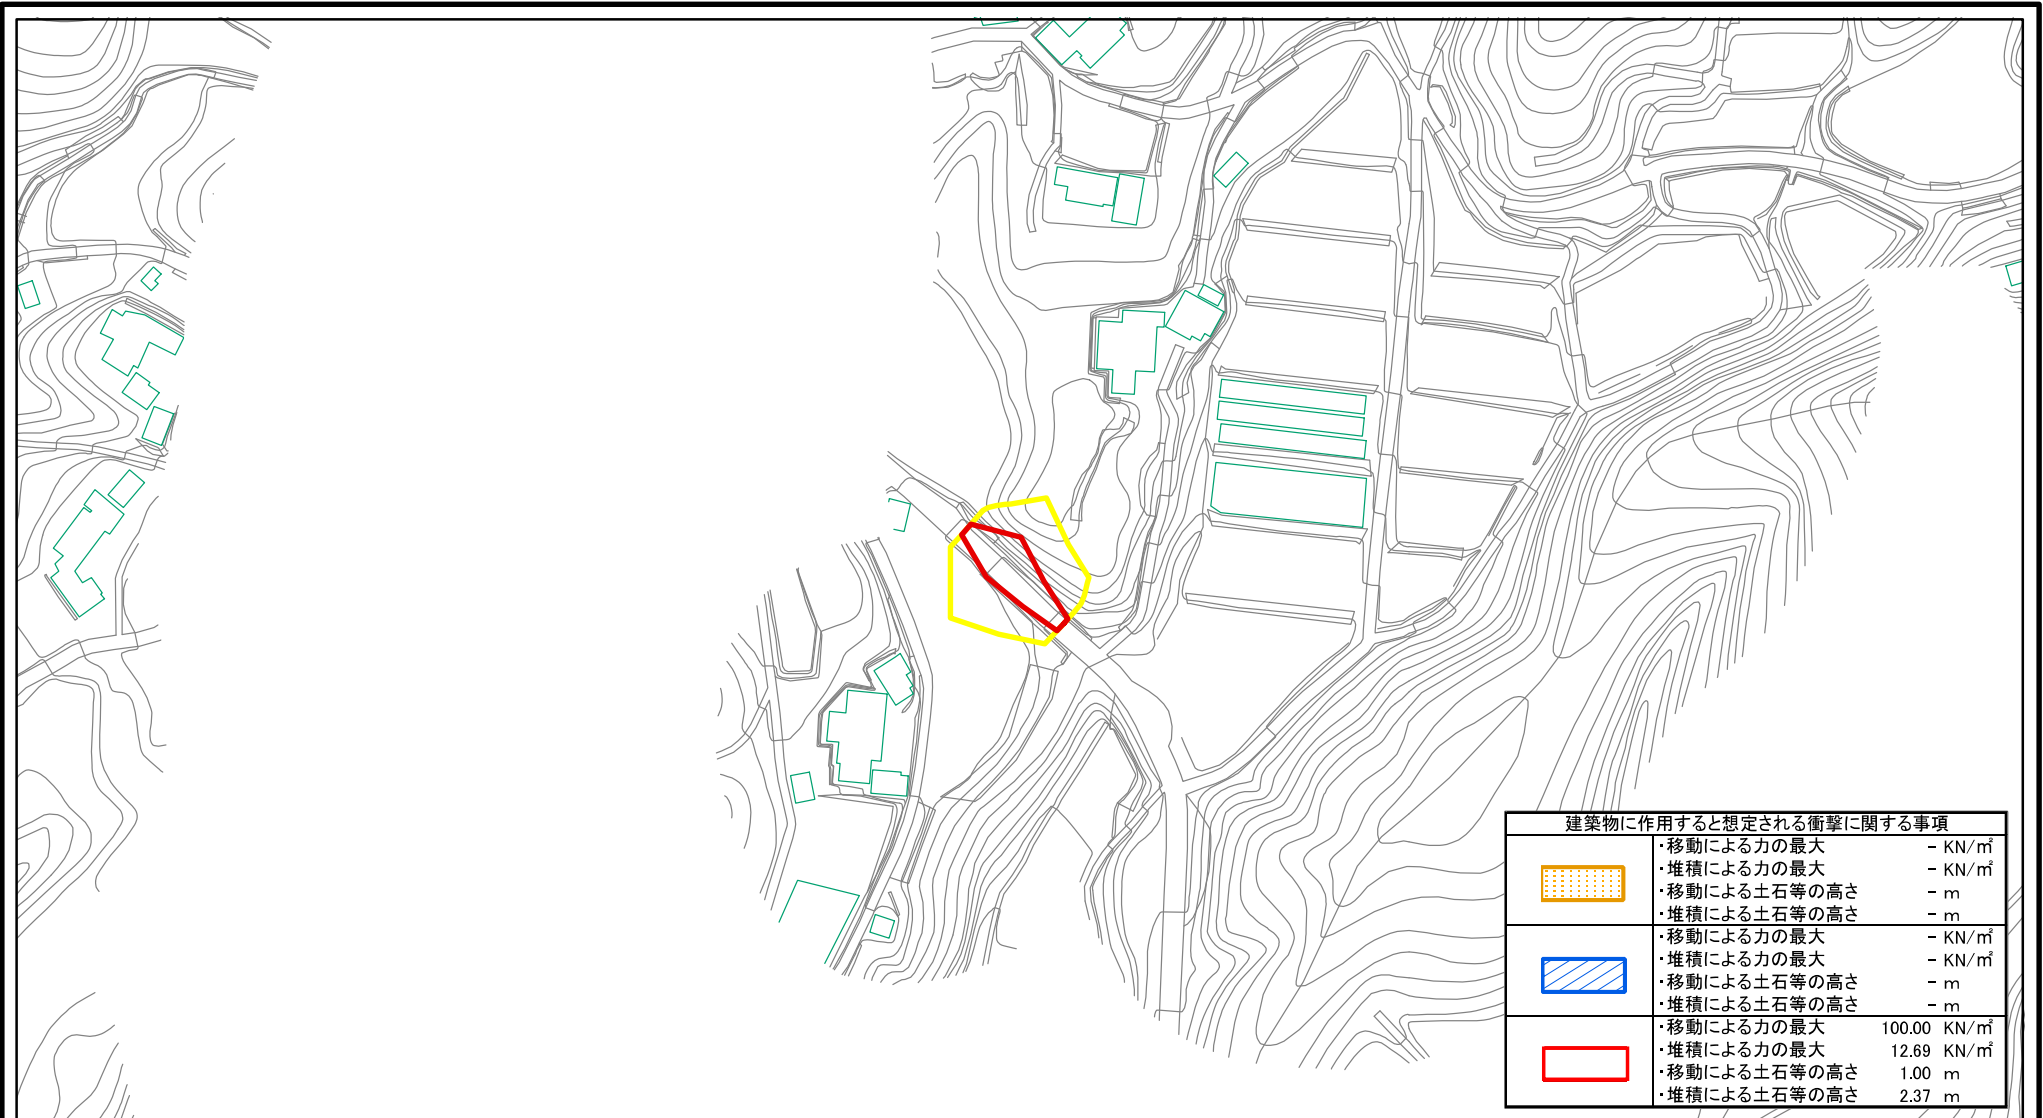 建築物に作用すると想定される衝撃に関する事項
・移動による力の最大 - KN/㎡
・堆積による力の最大 - KN/㎡
・移動による土石等の高さ - m
・堆積による土石等の高さ - m
・移動による力の最大 - KN/㎡
・堆積による力の最大 - KN/㎡
・移動による土石等の高さ - m
・堆積による土石等の高さ - m
・移動による力の最大 100.00 KN/㎡
・堆積による力の最大 12.69 KN/㎡
・移動による土石等の高さ 1.00 m
・堆積による土石等の高さ 2.37 m